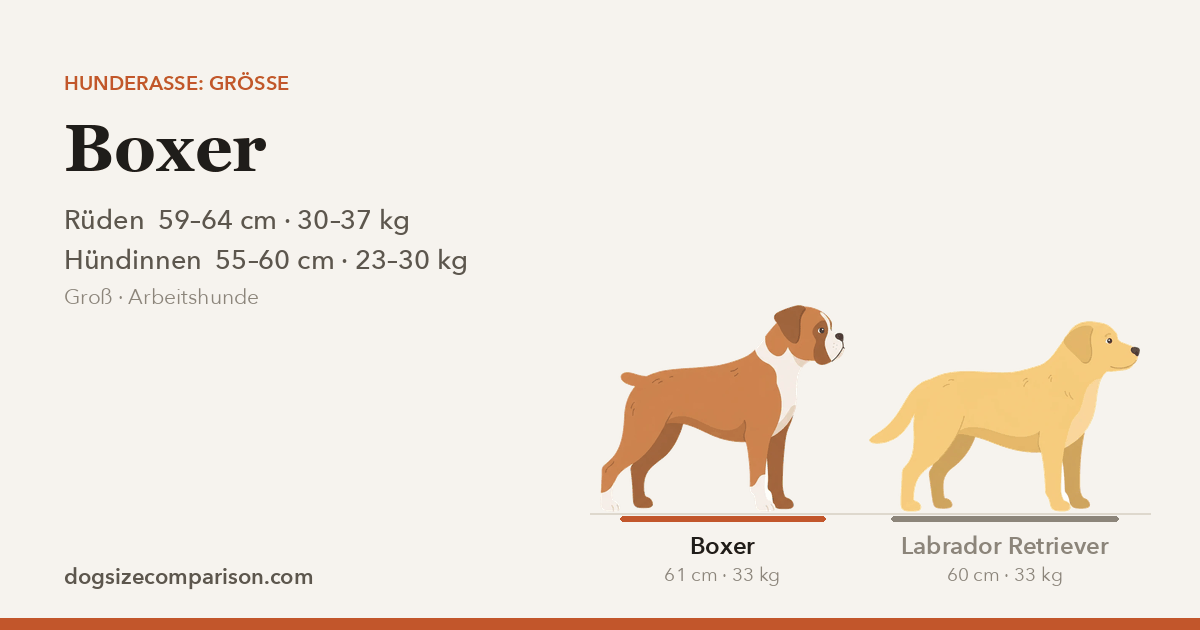 HUNDERASSE: GRÖSSE
Boxer
Rüden 59–64 cm · 30–37 kg
Hündinnen 55–60 cm · 23–30 kg
Groß · Arbeitshunde
Boxer
61 cm · 33 kg
Labrador Retriever
60 cm · 33 kg
dogsizecomparison.com